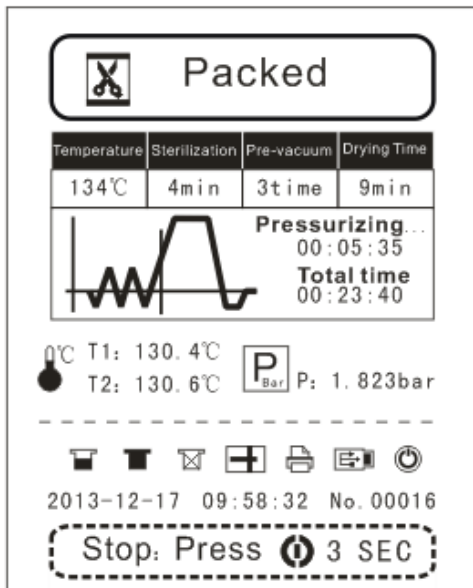 Packed
Temperature Sterilization Pre-vacuum Drying Time
134℃ 4min 3time 9min
Pressurizing...
00:05:35
Total time
00:23:40
℃ T1: 130.4℃
T2: 130.6℃
P Bar P: 1.823bar
2013-12-17 09:58:32 No.00016
Stop: Press 3 SEC